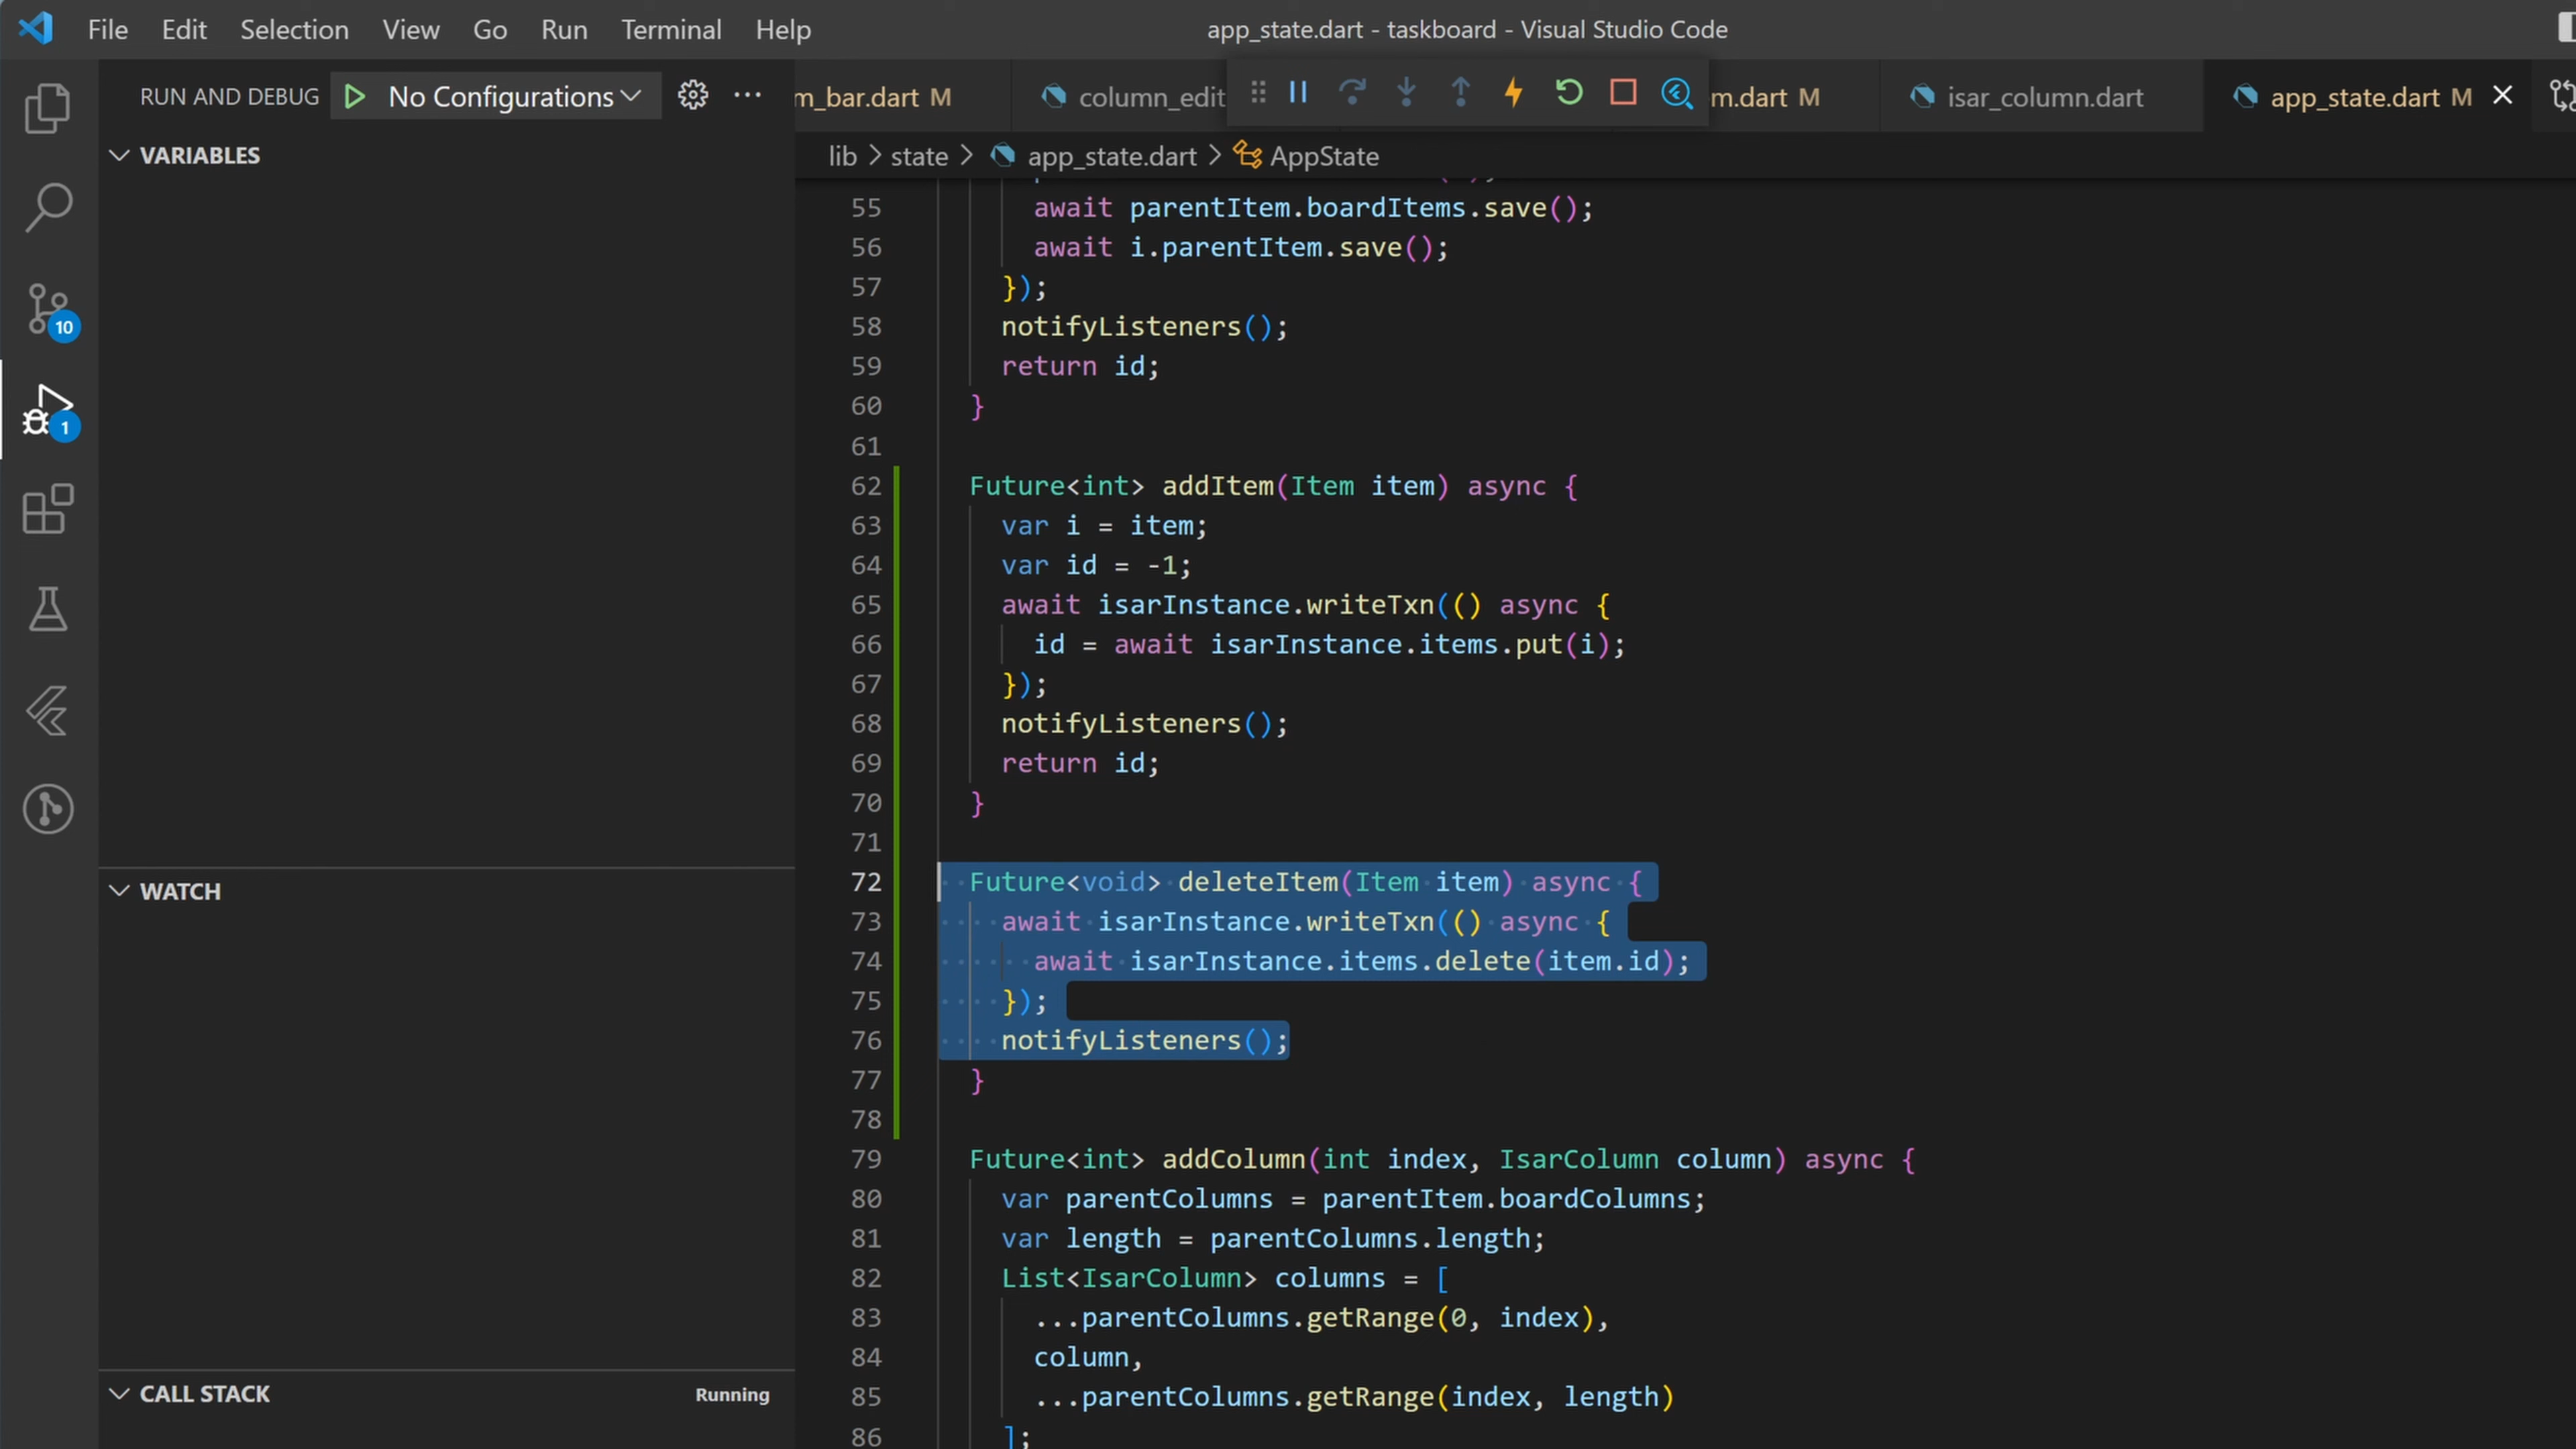 File Edit Selection View Go Run Terminal Help
app_state.dart - taskboard - Visual Studio Code
RUN AND DEBUG No Configurations ...
m_bar.dart M column_edit m.dart M isar_column.dart app_state.dart M
lib > state > app_state.dart > AppState
VARIABLES
10
1
WATCH
CALL STACK Running
55 await parentItem.boardItems.save();
56 await i.parentItem.save();
57 });
58 notifyListeners();
59 return id;
60 }
61
62 Future<int> addItem(Item item) async {
63 var i = item;
64 var id = -1;
65 await isarInstance.writeTxn(() async {
66 id = await isarInstance.items.put(i);
67 });
68 notifyListeners();
69 return id;
70 }
71
72 Future<void> deleteItem(Item item) async {
73 await isarInstance.writeTxn(() async {
74 await isarInstance.items.delete(item.id);
75 });
76 notifyListeners();
77 }
78
79 Future<int> addColumn(int index, IsarColumn column) async {
80 var parentColumns = parentItem.boardColumns;
81 var length = parentColumns.length;
82 List<IsarColumn> columns = [
83 ...parentColumns.getRange(0, index),
84 column,
85 ...parentColumns.getRange(index, length)
86 ];